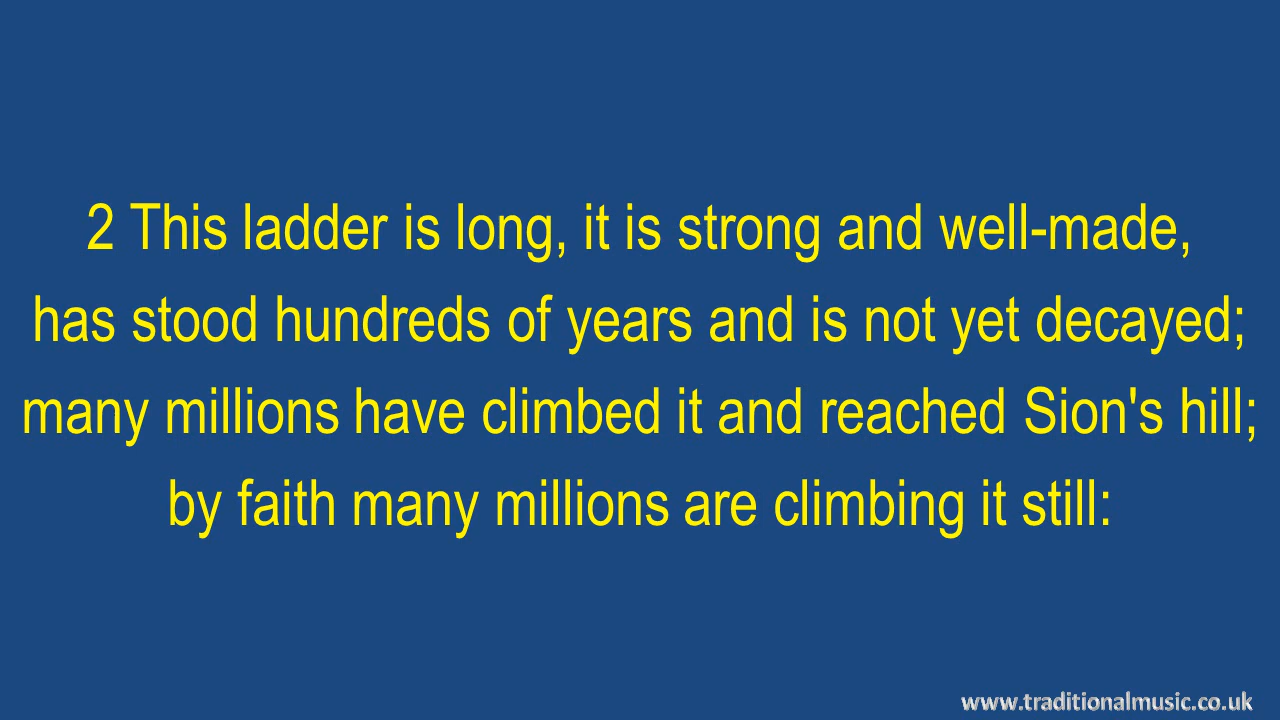 2 This ladder is long, it is strong and well-made,
has stood hundreds of years and is not yet decayed;
many millions have climbed it and reached Sion's hill;
by faith many millions are climbing it still:
www.traditionalmusic.co.uk